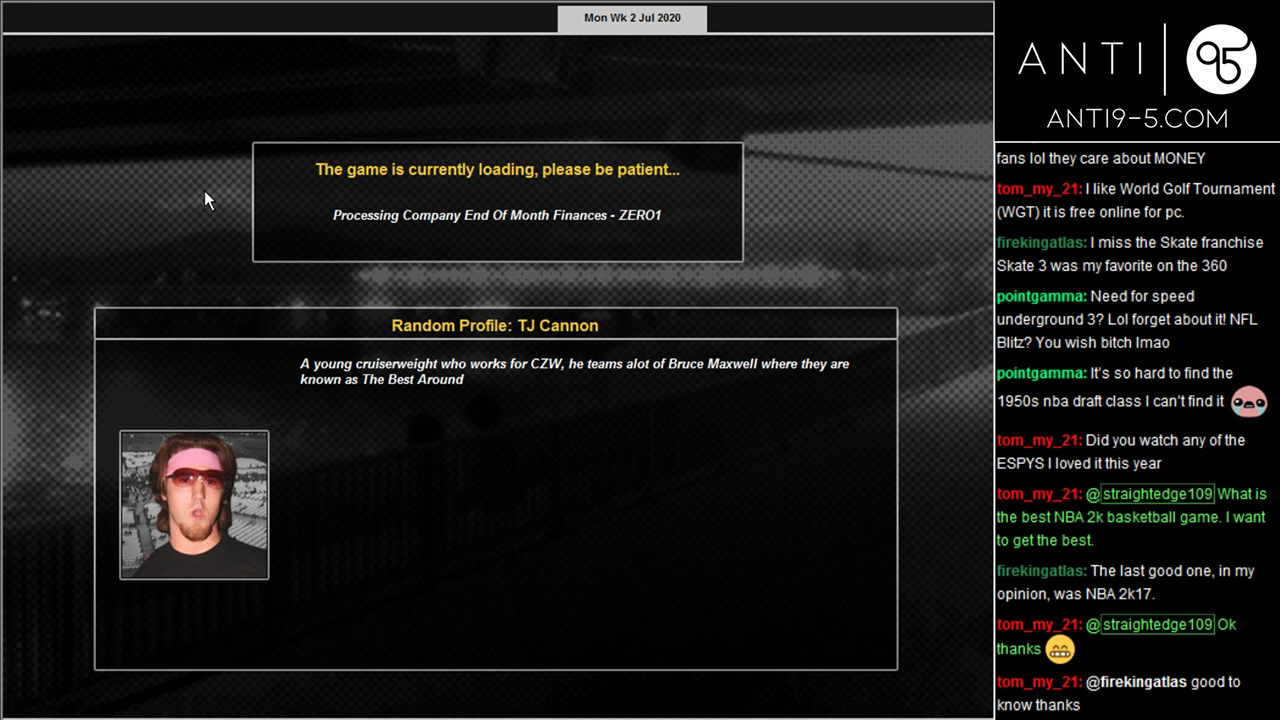 Mon Wk 2 Jul 2020
The game is currently loading, please be patient...
Processing Company End Of Month Finances - ZERO1
Random Profile: TJ Cannon
A young cruiserweight who works for CZW, he teams alot of Bruce Maxwell where they are
known as The Best Around
ANTI 95
ANTI9-5.COM
fans lol they care about MONEY
tom_my_21: I like World Golf Tournament
(WGT) it is free online for pc.
firekingatlas: I miss the Skate franchise
Skate 3 was my favorite on the 360
pointgamma: Need for speed
underground 3? Lol forget about it! NFL
Blitz? You wish bitch lmao
pointgamma: It's so hard to find the
1950s nba draft class I can't find it
tom_my_21: Did you watch any of the
ESPYS I loved it this year
tom_my_21: @straightedge109 What is
the best NBA 2k basketball game. I want
to get the best.
firekingatlas: The last good one, in my
opinion, was NBA 2k17.
tom_my_21: @straightedge109 Ok
thanks
tom_my_21: @firekingatlas good to
know thanks